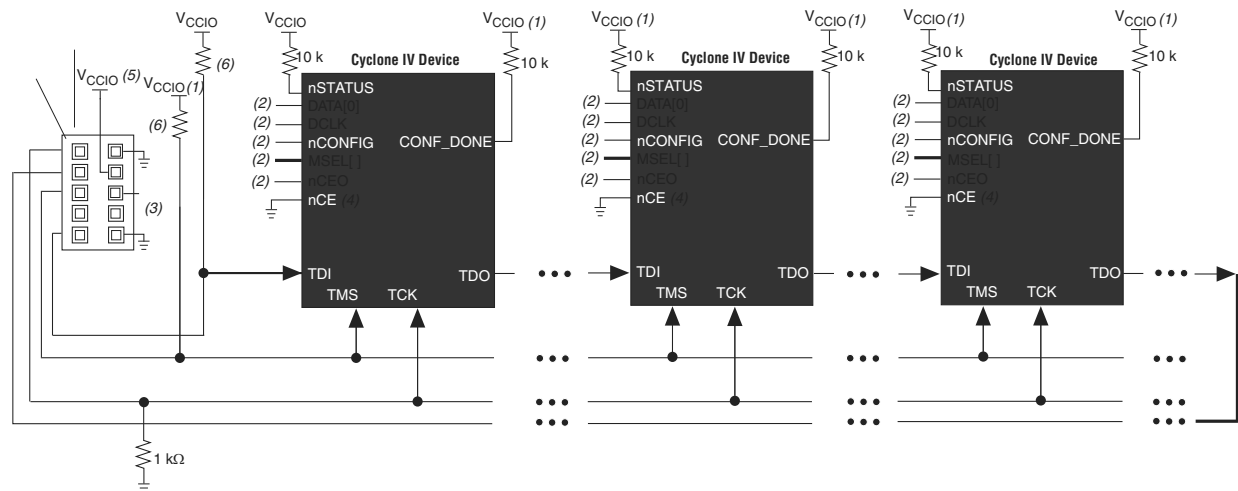 VCCIO
VCCIO
VCCIO (1)
VCCIO (1)
VCCIO (1)
VCCIO (1)
VCCIO (1)
10 k
10 k
10 k
10 k
10 k
10 k
(6)
VCCIO (5)
VCCIO (1)
(6)
(3)
Cyclone IV Device
nSTATUS
(2) DATA[0]
(2) DCLK
(2) nCONFIG CONF_DONE
(2) MSEL[ ]
(2) nCEO
nCE (4)
TDI TDO
TMS TCK
Cyclone IV Device
nSTATUS
(2) DATA[0]
(2) DCLK
(2) nCONFIG CONF_DONE
(2) MSEL[ ]
(2) nCEO
nCE (4)
TDI TDO
TMS TCK
Cyclone IV Device
nSTATUS
(2) DATA[0]
(2) DCLK
(2) nCONFIG CONF_DONE
(2) MSEL[ ]
(2) nCEO
nCE (4)
TDI TDO
TMS TCK
1 kΩ